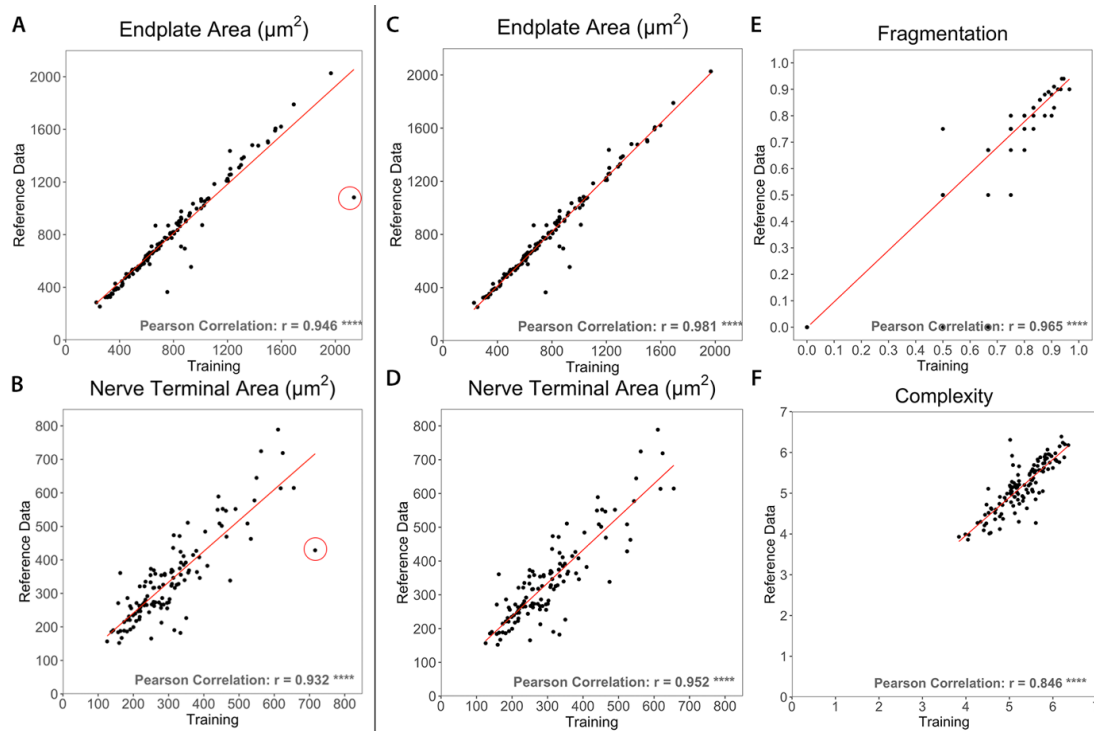 A
Endplate Area (μm²)
2000
1600
1200
800
400
0
Reference Data
0 400 800 1200 1600 2000
Training
Pearson Correlation: r = 0.946 ****
B
Nerve Terminal Area (μm²)
800
700
600
500
400
300
200
100
0
Reference Data
0 100 200 300 400 500 600 700 800
Training
Pearson Correlation: r = 0.932 ****
C
Endplate Area (μm²)
2000
1600
1200
800
400
0
Reference Data
0 400 800 1200 1600 2000
Training
Pearson Correlation: r = 0.981 ****
D
Nerve Terminal Area (μm²)
800
700
600
500
400
300
200
100
0
Reference Data
0 100 200 300 400 500 600 700 800
Training
Pearson Correlation: r = 0.952 ****
E
Fragmentation
1.0
0.9
0.8
0.7
0.6
0.5
0.4
0.3
0.2
0.1
0.0
Reference Data
0.0 0.1 0.2 0.3 0.4 0.5 0.6 0.7 0.8 0.9 1.0
Training
Pearson Correlation: r = 0.965 ****
F
Complexity
7
6
5
4
3
2
1
0
Reference Data
0 1 2 3 4 5 6 7
Training
Pearson Correlation: r = 0.846 ****